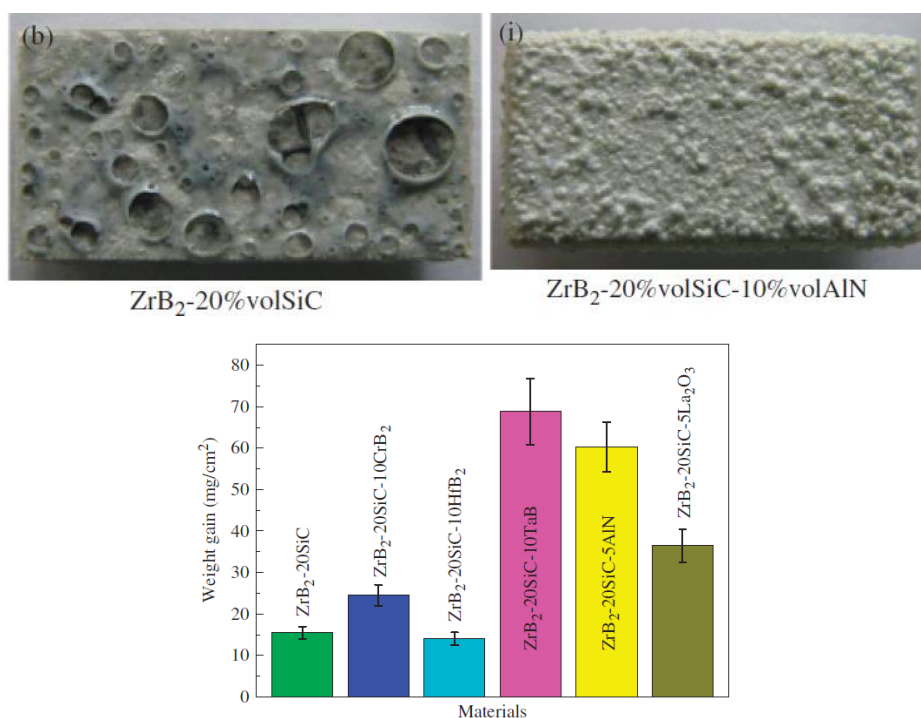 (b)
(i)
ZrB₂-20%volSiC
ZrB₂-20%volSiC-10%volAlN
80
70
60
50
40
30
20
10
0
Weight gain (mg/cm²)
ZrB₂-20SiC
ZrB₂-20SiC-10CrB₂
ZrB₂-20SiC-10HfB₂
ZrB₂-20SiC-10TaB
ZrB₂-20SiC-5AlN
ZrB₂-20SiC-5La₂O₃
Materials